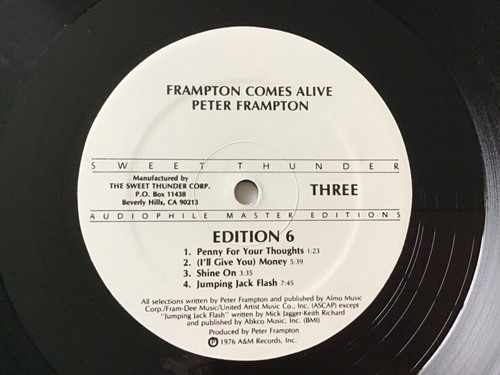 FRAMPTON COMES ALIVE
PETER FRAMPTON
SWEET THUNDER
Manufactured by
THE SWEET THUNDER CORP.
P.O. Box 11438
Beverly Hills, CA 90213
THREE
AUDIOPHILE MASTER EDITIONS
EDITION 6
1. Penny For Your Thoughts 1:23
2. (I'll Give You) Money 5:39
3. Shine On 3:35
4. Jumping Jack Flash 7:45
All selections written by Peter Frampton and published by Almo Music
Corp./Fram-Dee Music/United Artist Music Co., Inc. (ASCAP) except
"Jumping Jack Flash" written by Mick Jagger-Keith Richard
and published by Abkco Music, Inc. (BMI)
Produced by Peter Frampton
℗ 1976 A&M Records, Inc.